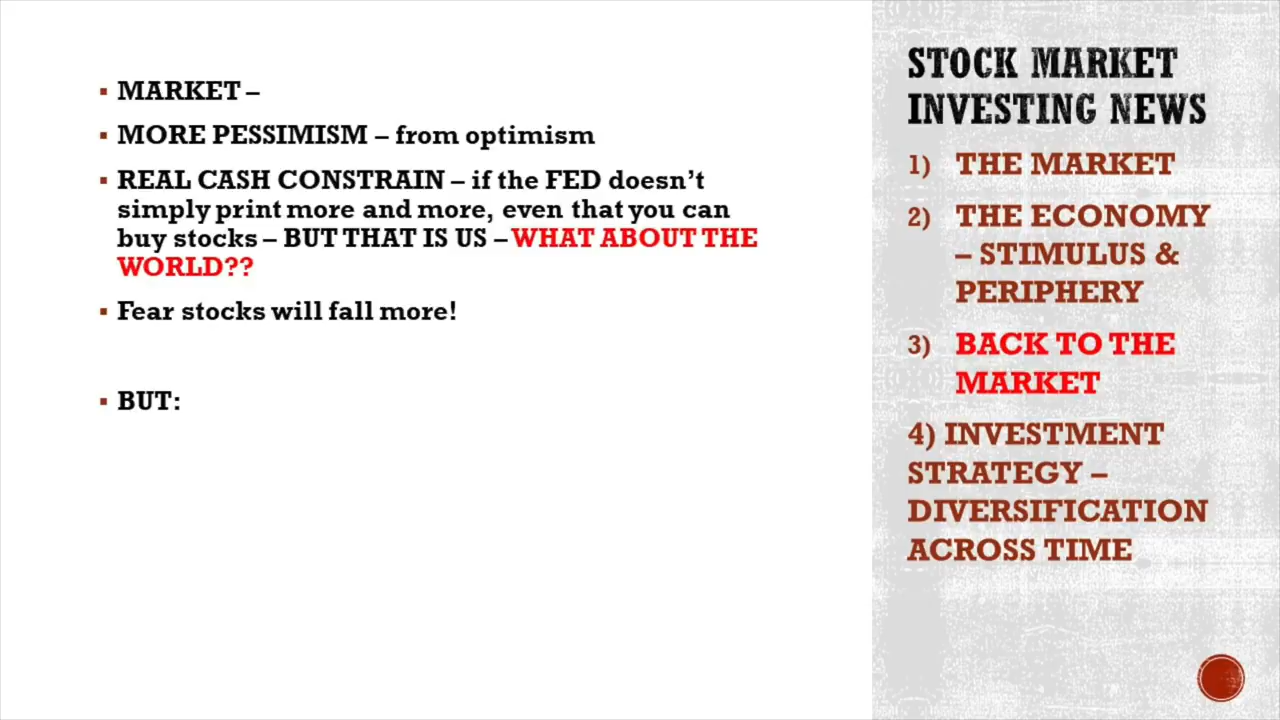 MARKET –
MORE PESSIMISM – from optimism
REAL CASH CONSTRAIN – if the FED doesn't
simply print more and more, even that you can
buy stocks – BUT THAT IS US – WHAT ABOUT THE
WORLD??
Fear stocks will fall more!
BUT:
STOCK MARKET
INVESTING NEWS
1) THE MARKET
2) THE ECONOMY
– STIMULUS &
PERIPHERY
3) BACK TO THE
MARKET
4) INVESTMENT
STRATEGY –
DIVERSIFICATION
ACROSS TIME